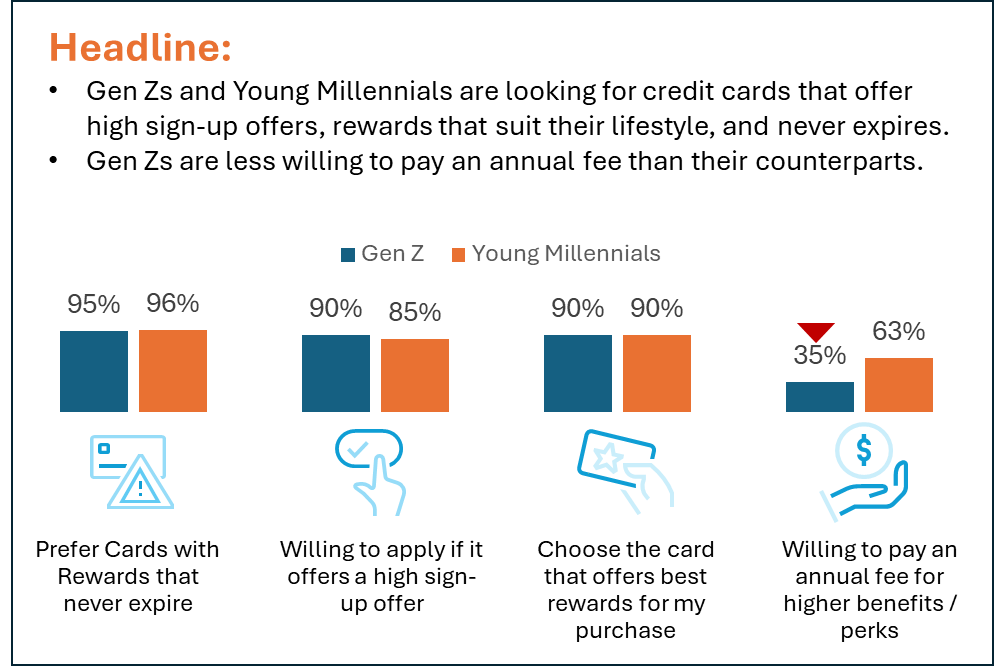 Headline:
• Gen Zs and Young Millennials are looking for credit cards that offer
high sign-up offers, rewards that suit their lifestyle, and never expires.
• Gen Zs are less willing to pay an annual fee than their counterparts.
Gen Z Young Millennials
95% 96% 90% 85% 90% 90% 35% 63%
Prefer Cards with
Rewards that
never expire
Willing to apply if it
offers a high sign-
up offer
Choose the card
that offers best
rewards for my
purchase
Willing to pay an
annual fee for
higher benefits /
perks